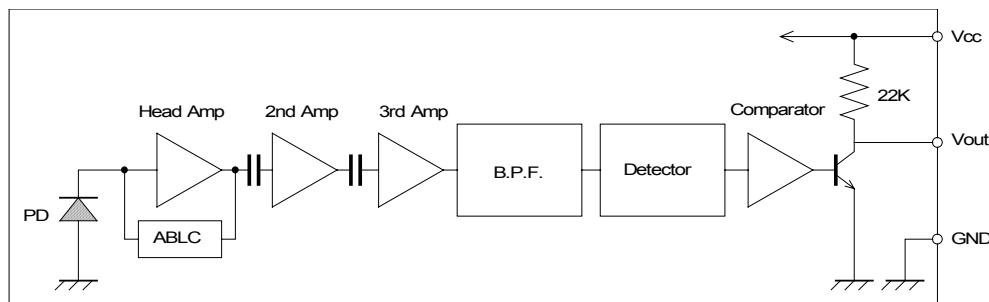 Vcc
22K
Head Amp
2nd Amp
3rd Amp
Comparator
Vout
B.P.F.
Detector
PD
ABLC
GND